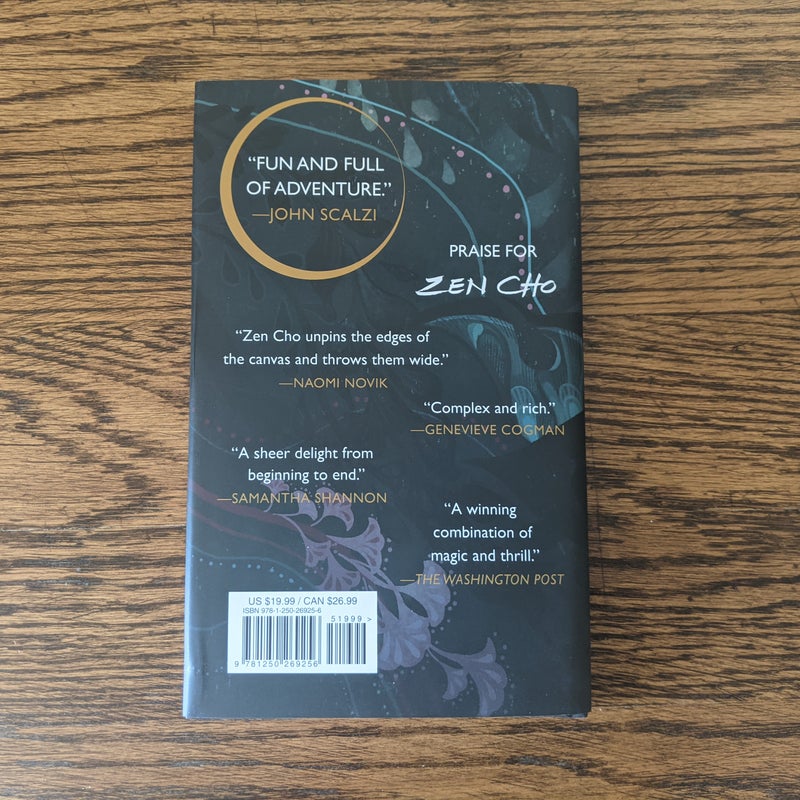 “FUN AND FULL
OF ADVENTURE.”
—JOHN SCALZI
PRAISE FOR
ZEN CHO
“Zen Cho unpins the edges of
the canvas and throws them wide.”
—NAOMI NOVIK
“Complex and rich.”
—GENEVIEVE COGMAN
“A sheer delight from
beginning to end.”
—SAMANTHA SHANNON
“A winning
combination of
magic and thrill.”
—THE WASHINGTON POST
US $19.99 / CAN $26.99
ISBN 978-1-250-26925-6
51999>
9 781250 269256